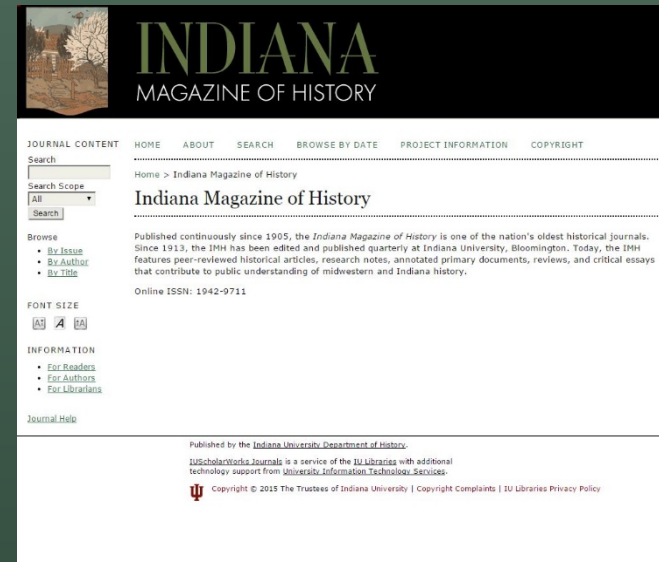 INDIANA
MAGAZINE OF HISTORY
JOURNAL CONTENT
Search
Search Scope
All
Search
Browse
By Issue
By Author
By Title
FONT SIZE
INFORMATION
For Readers
For Authors
For Librarians
Journal Help
HOME ABOUT SEARCH BROWSE BY DATE PROJECT INFORMATION COPYRIGHT
Home > Indiana Magazine of History
Indiana Magazine of History
Published continuously since 1905, the Indiana Magazine of History is one of the nation's oldest historical journals.
Since 1913, the IMH has been edited and published quarterly at Indiana University, Bloomington. Today, the IMH
features peer-reviewed historical articles, research notes, annotated primary documents, reviews, and critical essays
that contribute to public understanding of midwestern and Indiana history.
Online ISSN: 1942-9711
Published by the Indiana University Department of History.
IUScholarWorks Journals is a service of the IU Libraries with additional
technology support from University Information Technology Services.
Copyright © 2015 The Trustees of Indiana University | Copyright Complaints | IU Libraries Privacy Policy